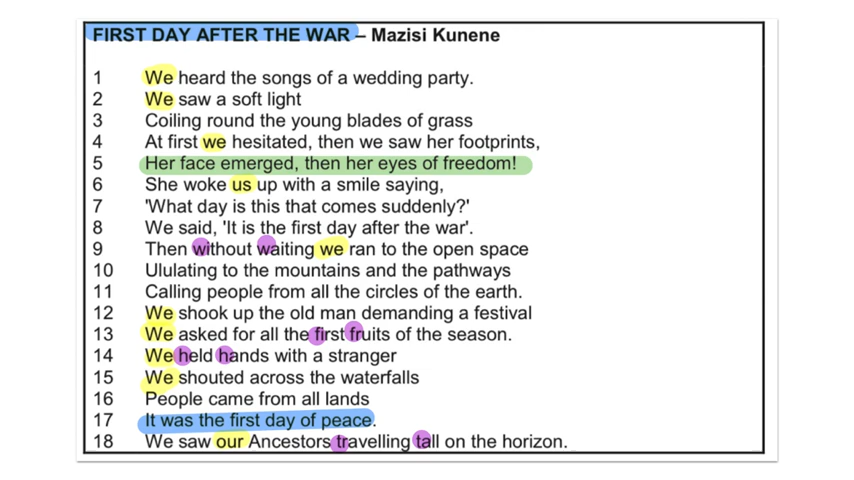 FIRST DAY AFTER THE WAR – Mazisi Kunene
1 We heard the songs of a wedding party.
2 We saw a soft light
3 Coiling round the young blades of grass
4 At first we hesitated, then we saw her footprints,
5 Her face emerged, then her eyes of freedom!
6 She woke us up with a smile saying,
7 'What day is this that comes suddenly?'
8 We said, 'It is the first day after the war'.
9 Then without waiting we ran to the open space
10 Ululating to the mountains and the pathways
11 Calling people from all the circles of the earth.
12 We shook up the old man demanding a festival
13 We asked for all the first fruits of the season.
14 We held hands with a stranger
15 We shouted across the waterfalls
16 People came from all lands
17 It was the first day of peace.
18 We saw our Ancestors travelling tall on the horizon.